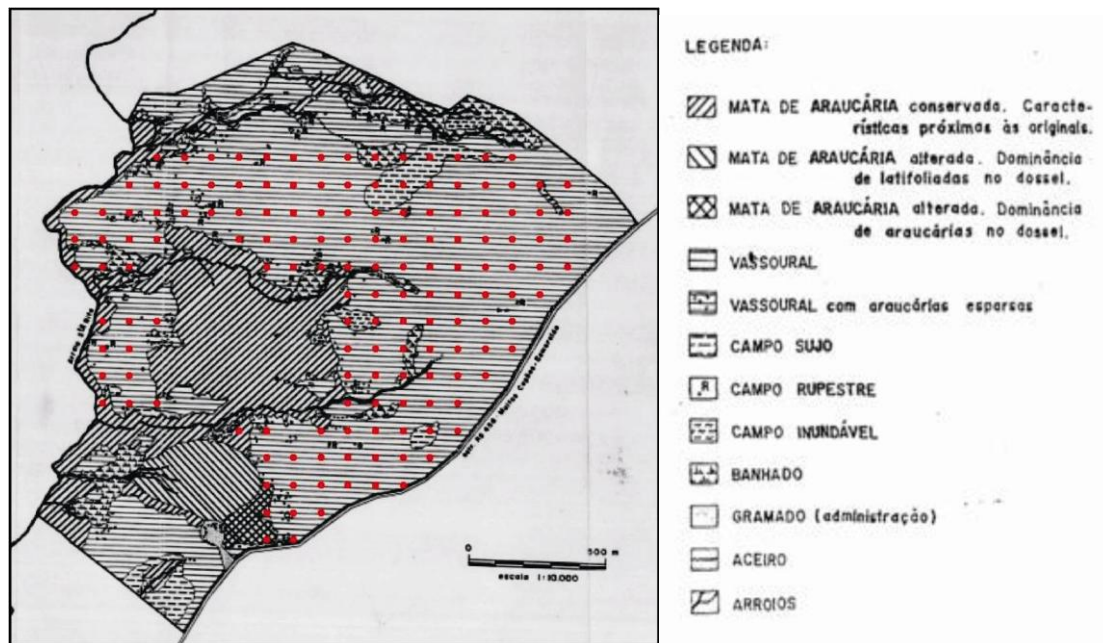 0 500 m
escala 1:10.000
LEGENDA:
MATA DE ARAUCÁRIA conservada. Caracte-
rísticas próximas às originais.
MATA DE ARAUCÁRIA alterada. Dominância
de latifoliadas no dossel.
MATA DE ARAUCÁRIA alterada. Dominância
de araucárias no dossel.
VASSOURAL
VASSOURAL com araucárias esparsas
CAMPO SUJO
R CAMPO RUPESTRE
CAMPO INUNDÁVEL
BANHADO
GRAMADO (administração)
ACEIRO
ARROIOS